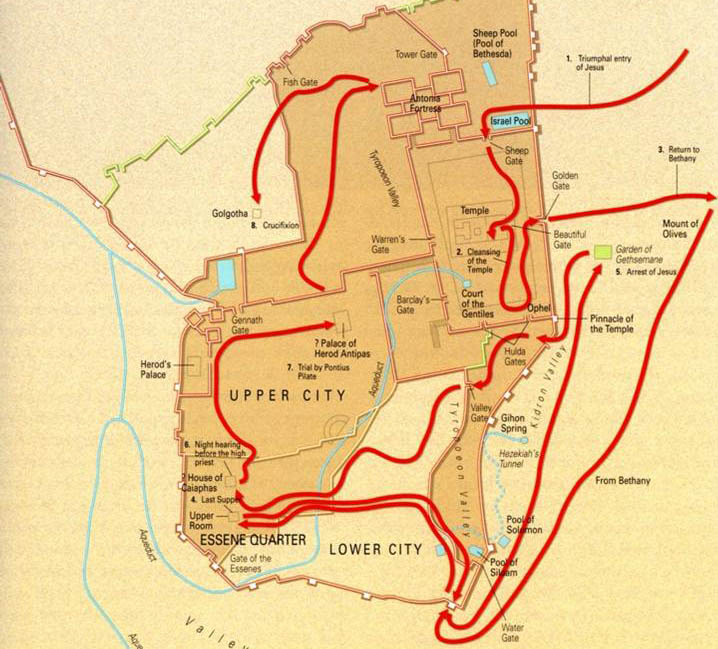 Sheep Pool
(Pool of
Bethesda)
Tower Gate
1. Triumphal entry
of Jesus
Fish Gate
Antonia
Fortress
Israel Pool
Sheep
Gate
3. Return to
Bethany
Tyropoeon Valley
Golden
Gate
Golgotha
8. Crucifixion
Temple
Mount of
Olives
Warren's
Gate
2. Cleansing
of the
Temple
Beautiful
Gate
Garden of
Gethsemane
5. Arrest of Jesus
Barclay's
Gate
Court
of the
Gentiles
Ophel
Pinnacle of
the Temple
Gennath
Gate
? Palace of
Herod Antipas
7. Trial by Pontius
Pilate
Hulda
Gates
Kidron Valley
Herod's
Palace
Aqueduct
UPPER CITY
Valley
Gate
Tyropoeon Valley
Gihon
Spring
Hezekiah's
Tunnel
6. Night hearing
before the high
priest
? House of
Caiaphas
4. Last Supper
Upper
Room
From Bethany
Pool of
Solomon
ESSENE QUARTER
LOWER CITY
Aqueduct
Gate of the
Essenes
Pool of
Siloam
Water
Gate
Valley
Aque